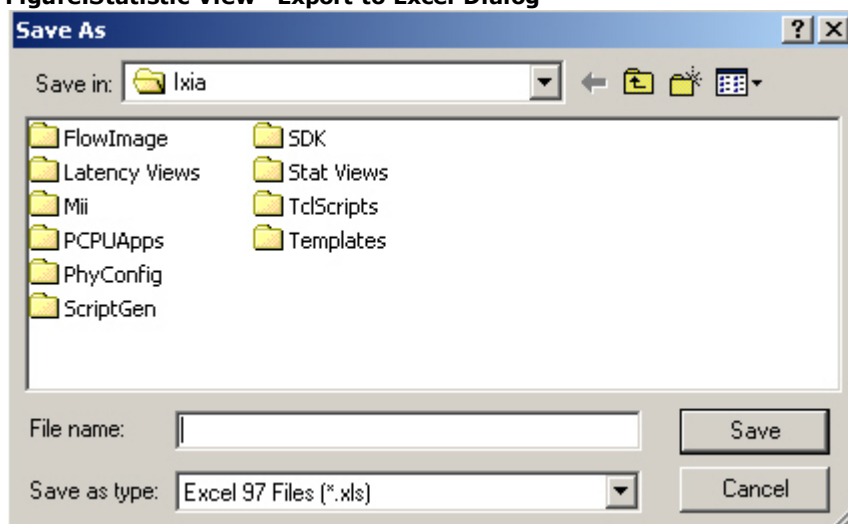 Figure:Statistic View - Export to Excel Dialog
Save As
Save in: Ixia
FlowImage
Latency Views
Mii
PCPUApps
PhyConfig
ScriptGen
SDK
Stat Views
TclScripts
Templates
File name:
Save
Save as type: Excel 97 Files (*.xls)
Cancel